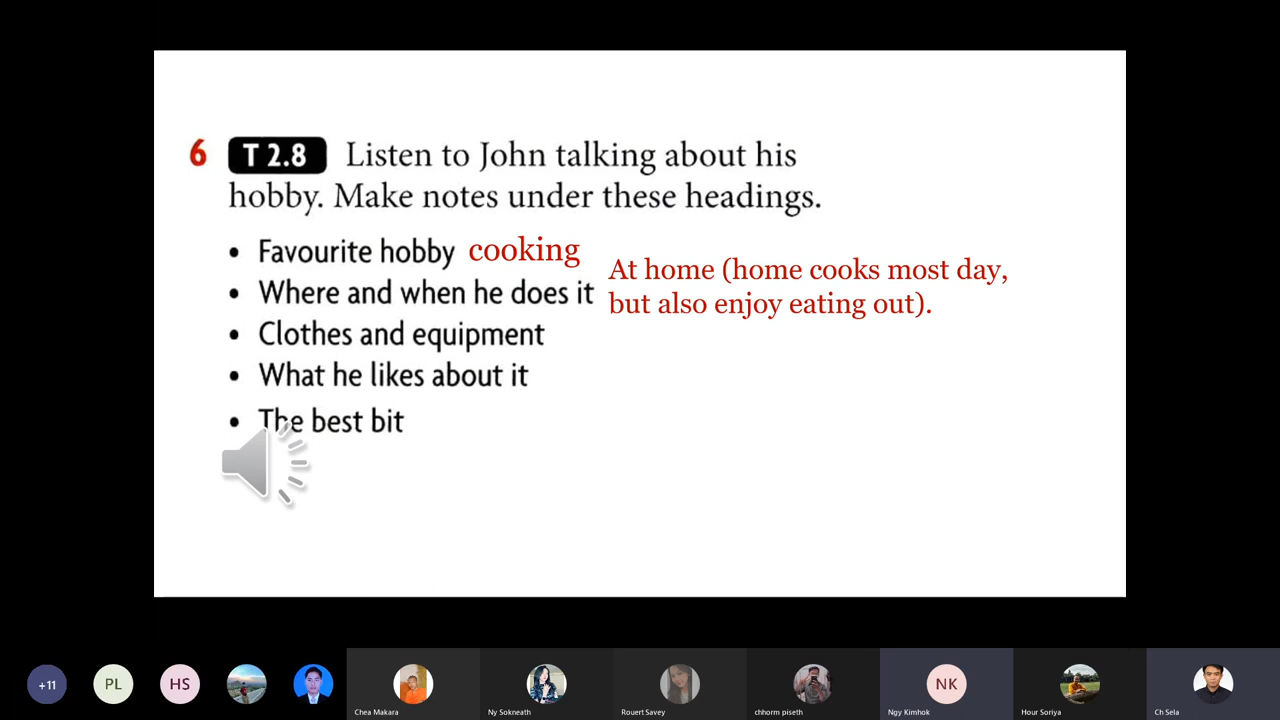 6 T 2.8 Listen to John talking about his
hobby. Make notes under these headings.
• Favourite hobby cooking
• Where and when he does it
At home (home cooks most day,
but also enjoy eating out).
• Clothes and equipment
• What he likes about it
• The best bit
+11
PL
HS
NK
Chea Makara
Ny Sokneath
Rouert Savey
chhorm piseth
Ngy Kimhok
Hour Soriya
Ch Sela